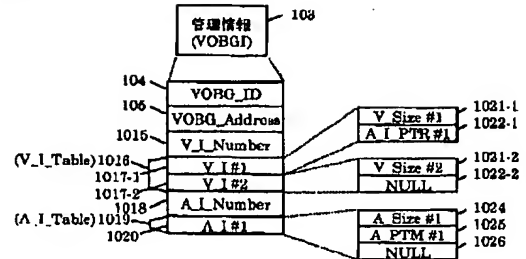 管理情報
(VOBGI)
103
104
VOBG_ID
105
VOBG_Address
1015
V_I_Number
(V_I_Table) 1016
V_I#1
1017-1
V_I#2
1017-2
1018
A_I_Number
(A_I_Table) 1019
A_I#1
1020
V_Size #1
1021-1
A_I_PTR#1
1022-1
V_Size #2
1021-2
NULL
1022-2
A_Size #1
1024
A_PTM #1
1025
NULL
1026